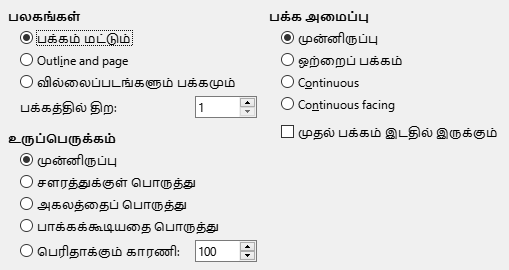 பலகங்கள்
பக்கம் மட்டும்
Outline and page
வில்லைப்படங்களும் பக்கமும்
பக்கத்தில் திற: 1
உருப்பெருக்கம்
முன்னிருப்பு
சளரத்துக்குள் பொருத்து
அகலத்தைப் பொருத்து
பாக்கக்கூடியதை பொருத்து
பெரிதாக்கும் காரணி: 100
பக்க அமைப்பு
முன்னிருப்பு
ஒற்றைப் பக்கம்
Continuous
Continuous facing
முதல் பக்கம் இடதில் இருக்கும்